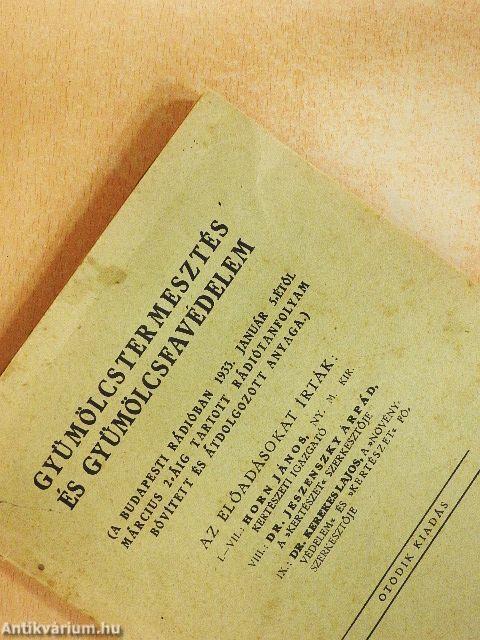 GYÜMÖLCSTERMESZTÉS
ÉS GYÜMÖLCSFAVÉDELEM
(A BUDAPESTI RÁDIÓBAN 1933. JANUÁR 5.ÉTŐL
MÁRCIUS 2.ÁIG TARTOTT RÁDIÓTANFOLYAM
BŐVÍTETT ÉS ÁTDOLGOZOTT ANYAGA.)
AZ ELŐADÁSOKAT ÍRTÁK:
I.—VII.: HORN JÁNOS, NY. M. KIR.
KERTÉSZETI IGAZGATÓ
VIII.: DR. JESZENSZKY ÁRPÁD,
A »KERTÉSZET« SZERKESZTŐJE
IX.: DR. KEREKES LAJOS, A »NÖVÉNY-
VÉDELEM« ÉS »KERTÉSZET« FŐ-
SZERKESZTŐJE
ÖTÖDIK KIADÁS
Antikvárium.hu